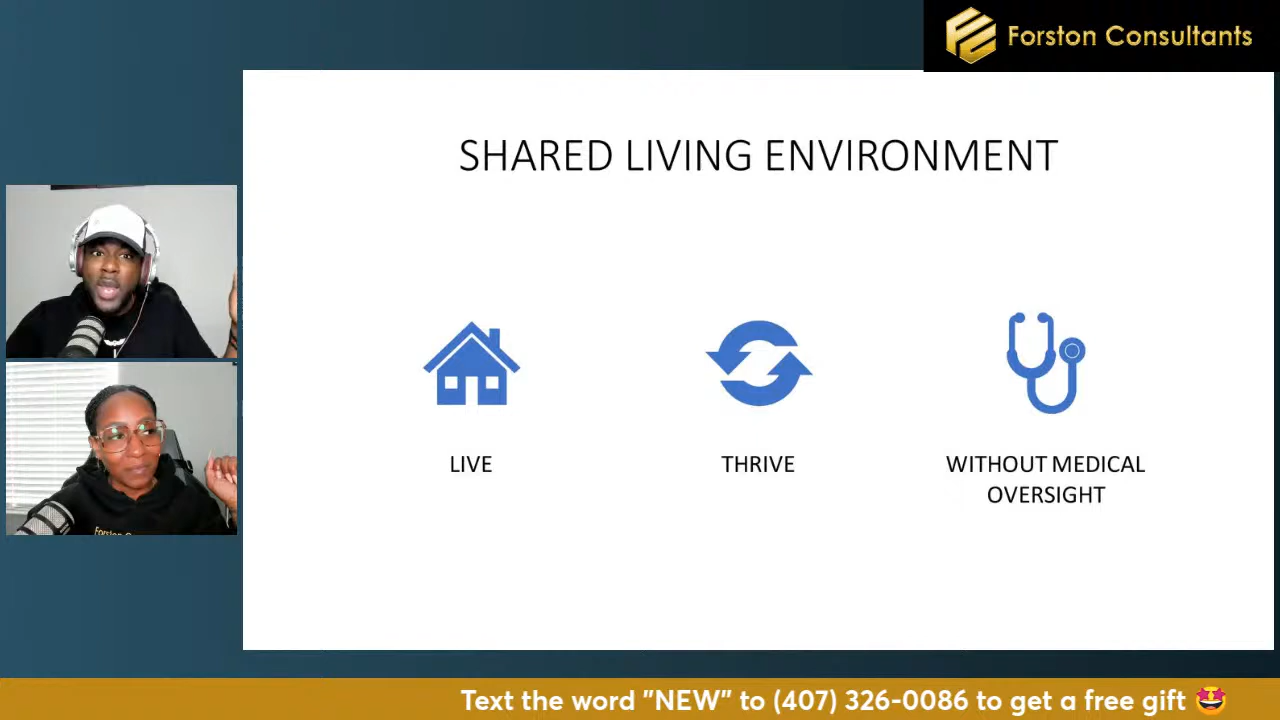 Forston Consultants
SHARED LIVING ENVIRONMENT
LIVE
THRIVE
WITHOUT MEDICAL
OVERSIGHT
Text the word "NEW" to (407) 326-0086 to get a free gift 🤩